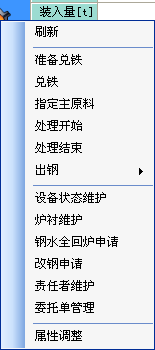 装入量[t]
刷新
准备兑铁
兑铁
指定主原料
处理开始
处理结束
出钢
设备状态维护
炉衬维护
钢水全回炉申请
改钢申请
责任者维护
委托单管理
属性调整